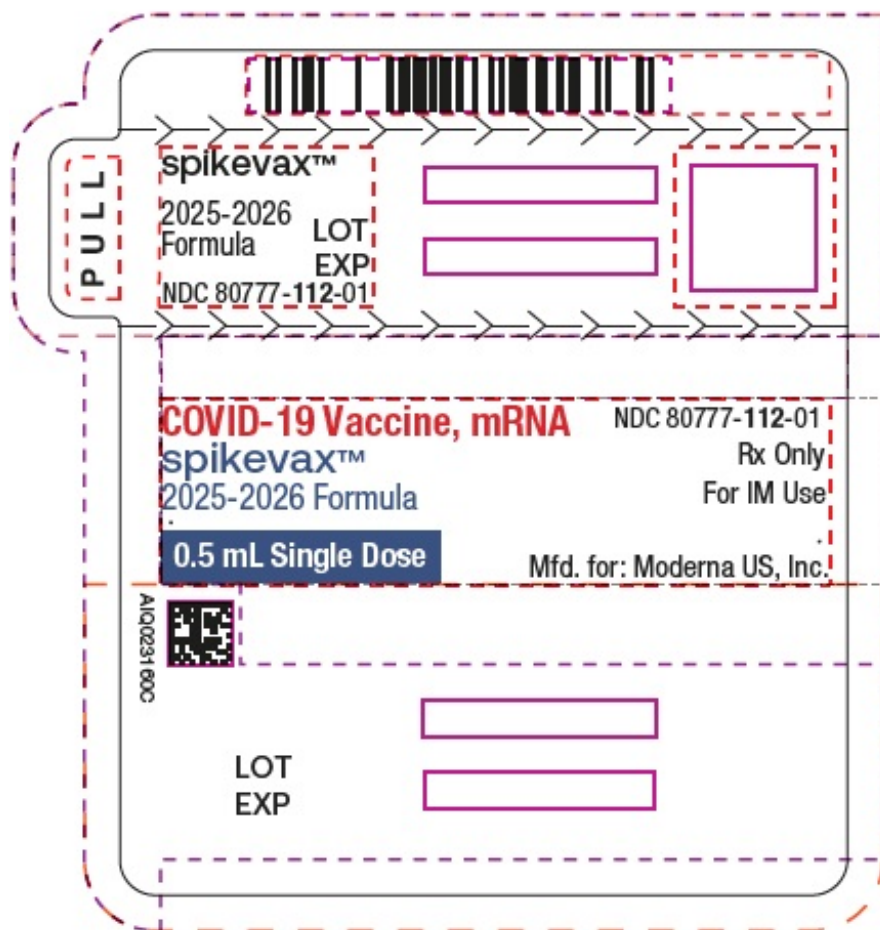 PULL
spikevax™
2025-2026
Formula
LOT
EXP
NDC 80777-112-01
COVID-19 Vaccine, mRNA
NDC 80777-112-01
spikevax™
Rx Only
2025-2026 Formula
For IM Use
0.5 mL Single Dose
Mfd. for: Moderna US, Inc.
AIQ023160C
LOT
EXP